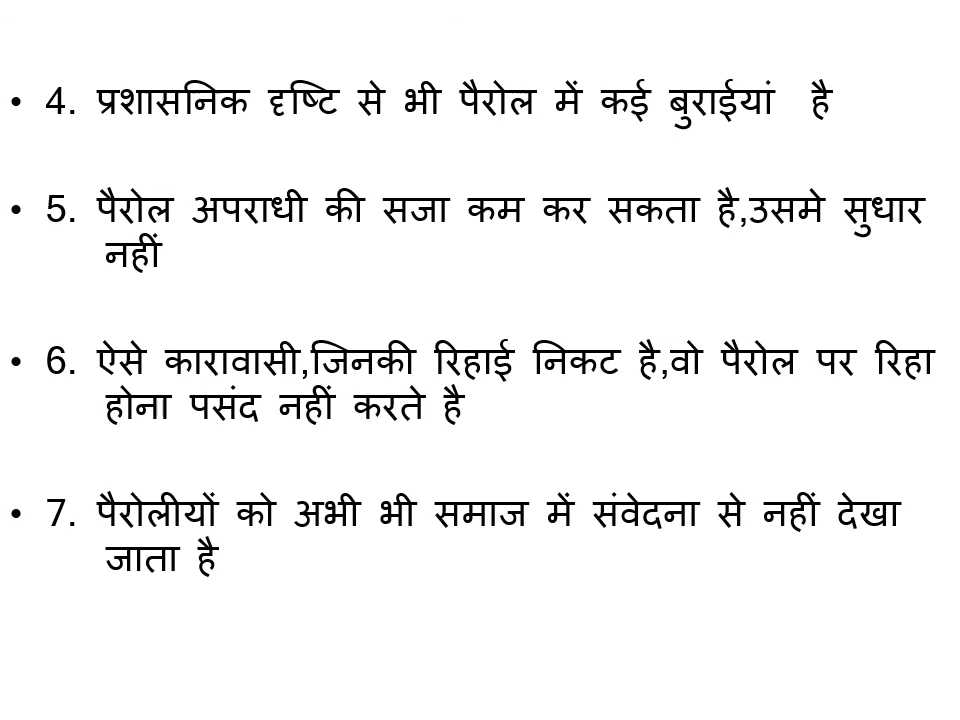 • 4. प्रशासनिक दृष्टि से भी पैरोल में कई बुराईयां है
• 5. पैरोल अपराधी की सजा कम कर सकता है,उसमे सुधार
नहीं
• 6. ऐसे कारावासी,जिनकी रिहाई निकट है,वो पैरोल पर रिहा
होना पसंद नहीं करते है
• 7. पैरोलीयों को अभी भी समाज में संवेदना से नहीं देखा
जाता है